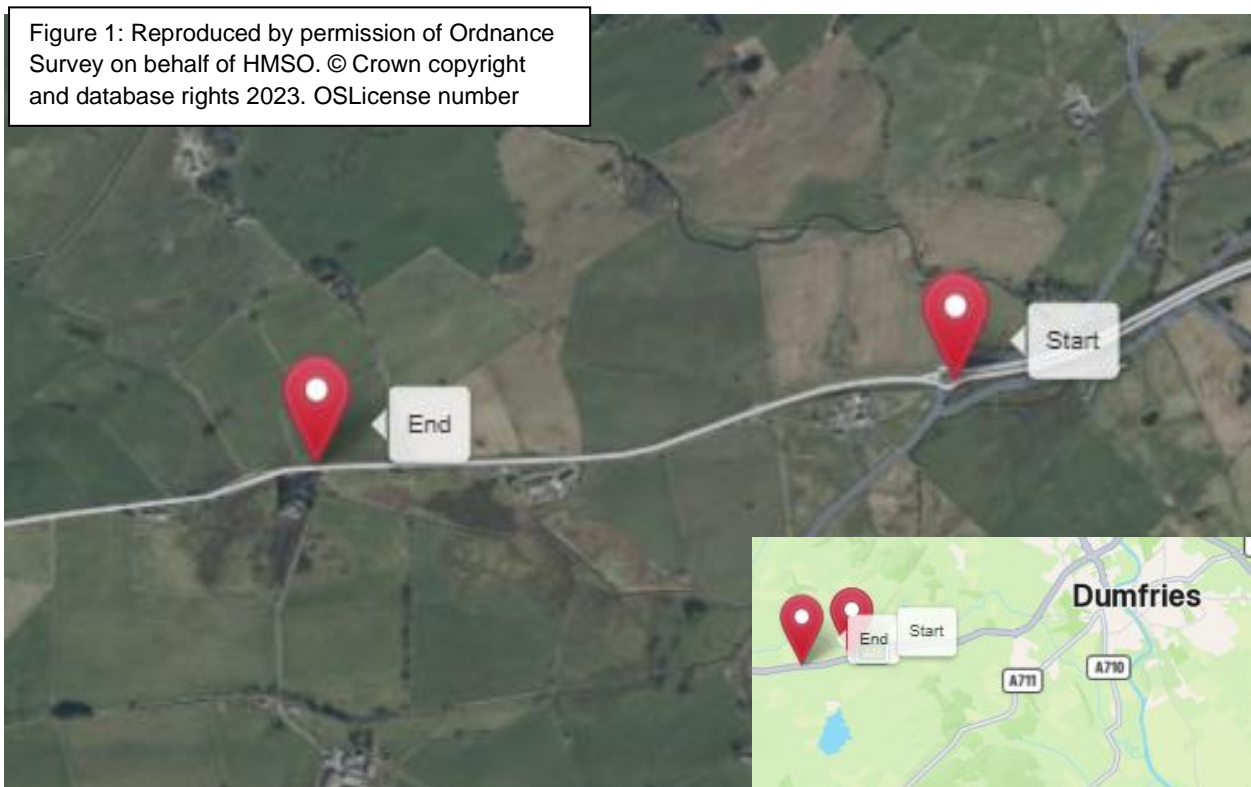 Figure 1: Reproduced by permission of Ordnance
Survey on behalf of HMSO. © Crown copyright
and database rights 2023. OSLicense number
Start
End
Dumfries
End
Start
A711
A710